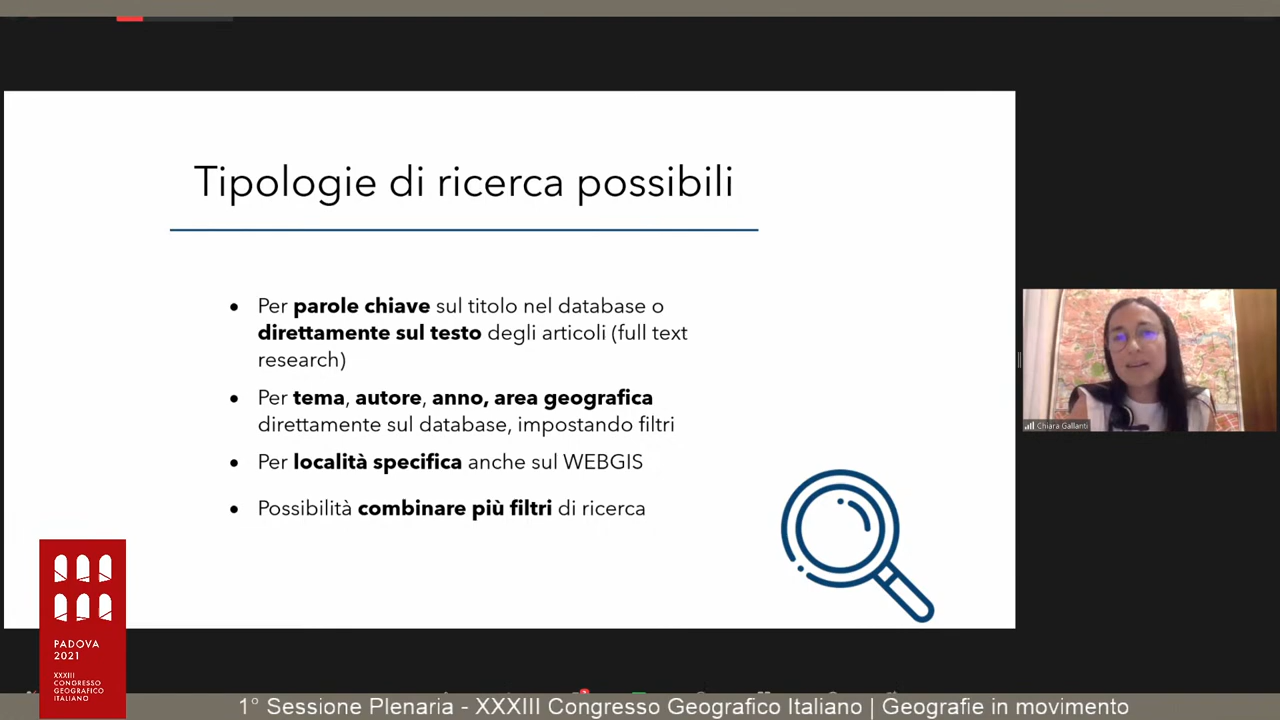 Tipologie di ricerca possibili
Per parole chiave sul titolo nel database o
direttamente sul testo degli articoli (full text
research)
Per tema, autore, anno, area geografica
direttamente sul database, impostando filtri
Per località specifica anche sul WEBGIS
Possibilità combinare più filtri di ricerca
Chiara Gallanti
PADOVA
2021
XXXIII
CONGRESSO
GEOGRAFICO
ITALIANO
1° Sessione Plenaria - XXXIII Congresso Geografico Italiano | Geografie in movimento